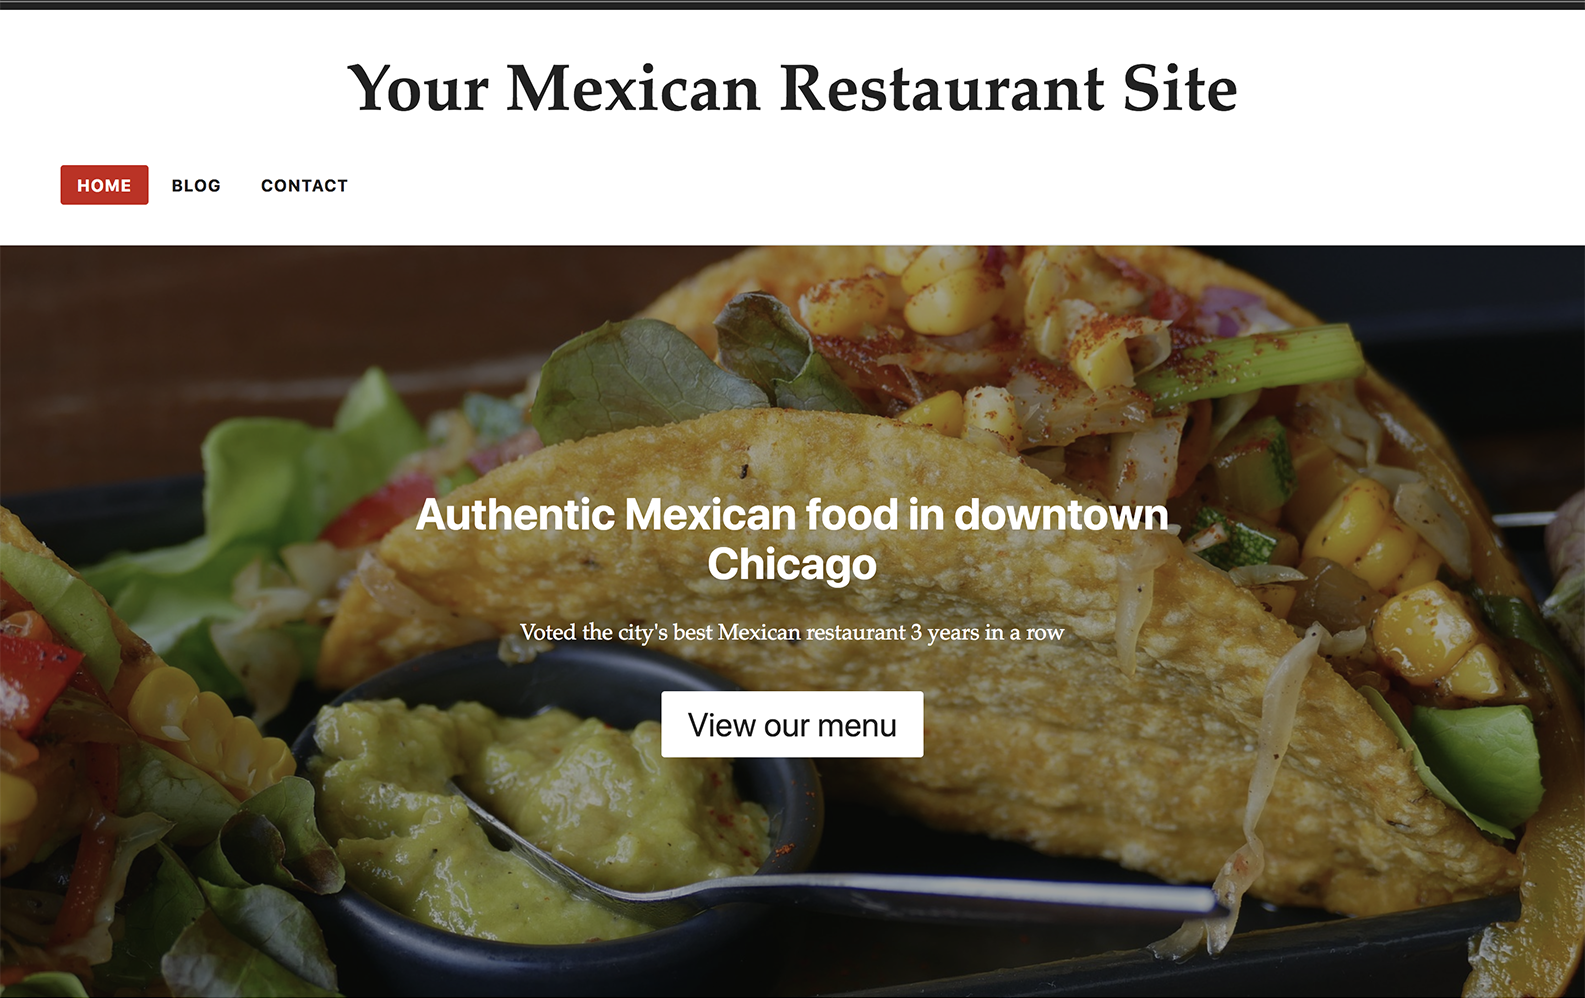 Your Mexican Restaurant Site
HOME BLOG CONTACT
Authentic Mexican food in downtown
Chicago
Voted the city's best Mexican restaurant 3 years in a row
View our menu